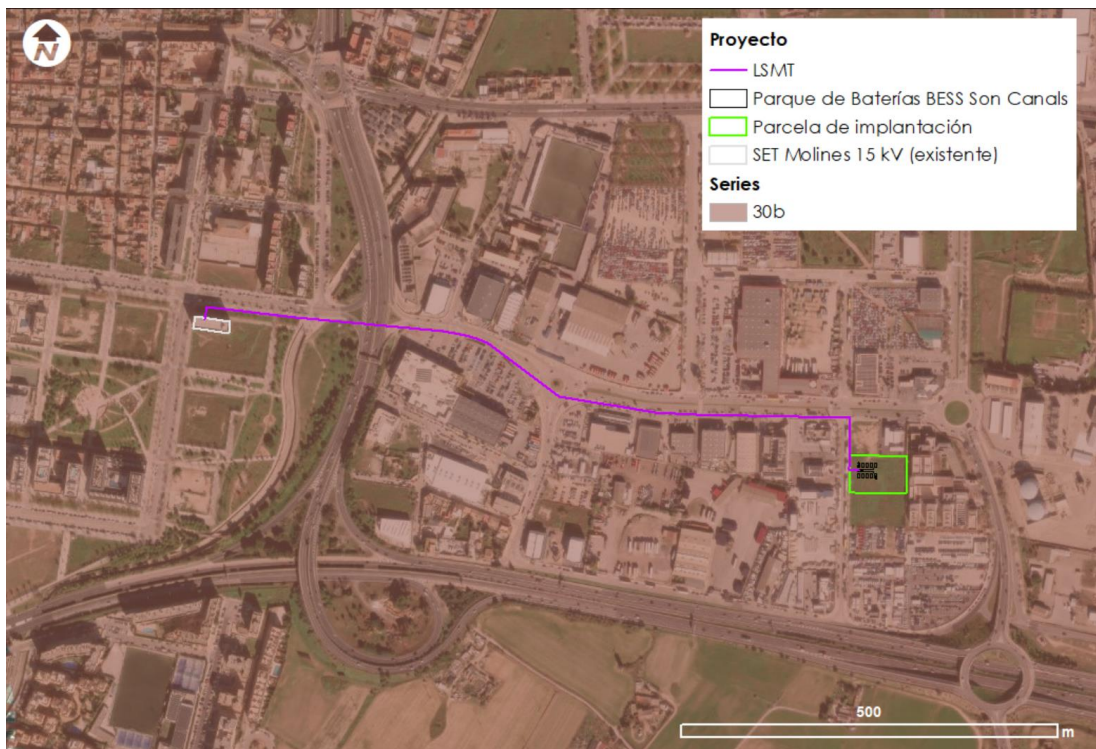 N
Proyecto
LSMT
Parque de Baterías BESS Son Canals
Parcela de implantación
SET Molines 15 kV (existente)
Series
30b
500
m